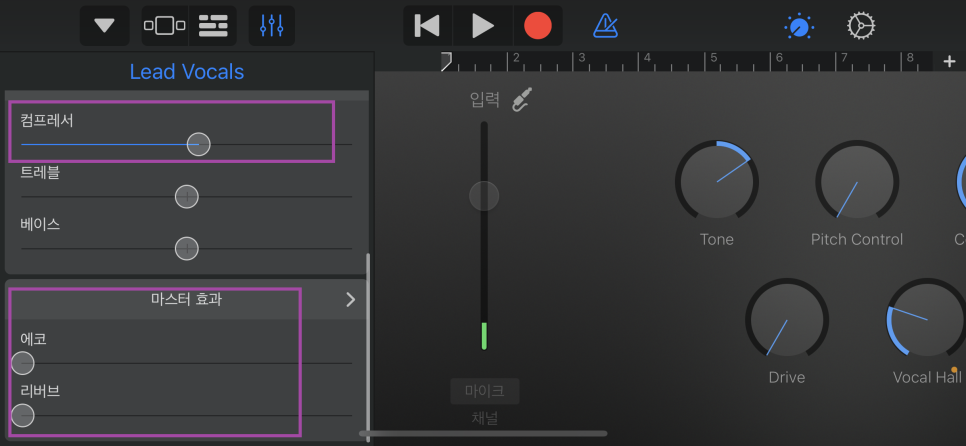 Lead Vocals
컴프레서
트레블
베이스
마스터 효과
에코
리버브
2 3 4 5 6 7 8
입력
마이크
채널
Tone
Pitch Control
C
Drive
Vocal Hall